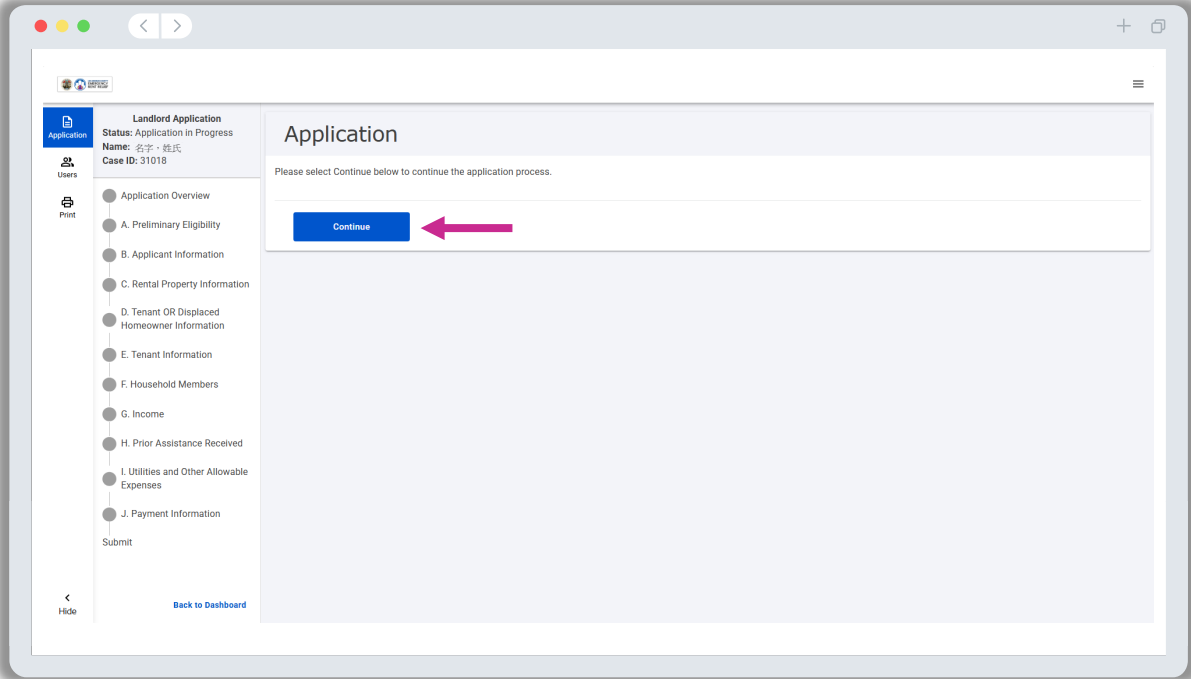 EMERGENCY
RENT RELIEF
Application
Users
Print
Hide
Landlord Application
Status: Application in Progress
Name: 名字・姓氏
Case ID: 31018
Application Overview
A. Preliminary Eligibility
B. Applicant Information
C. Rental Property Information
D. Tenant OR Displaced
Homeowner Information
E. Tenant Information
F. Household Members
G. Income
H. Prior Assistance Received
I. Utilities and Other Allowable
Expenses
J. Payment Information
Submit
Back to Dashboard
Application
Please select Continue below to continue the application process.
Continue